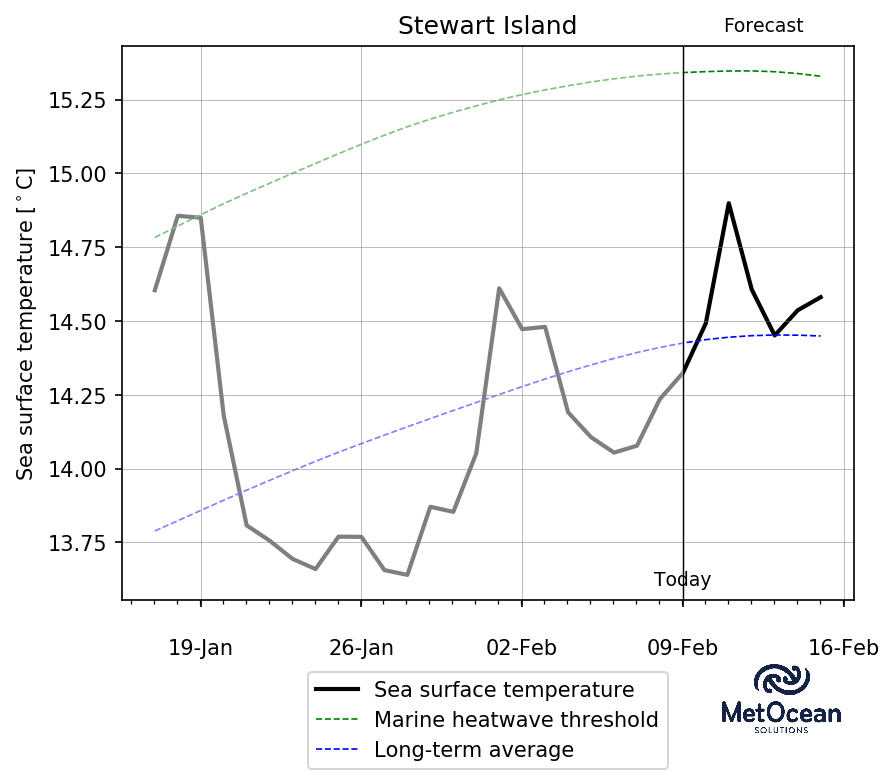 Stewart Island
Forecast
Sea surface temperature [°C]
15.25
15.00
14.75
14.50
14.25
14.00
13.75
Today
19-Jan
26-Jan
02-Feb
09-Feb
16-Feb
Sea surface temperature
Marine heatwave threshold
Long-term average
MetOcean
SOLUTIONS